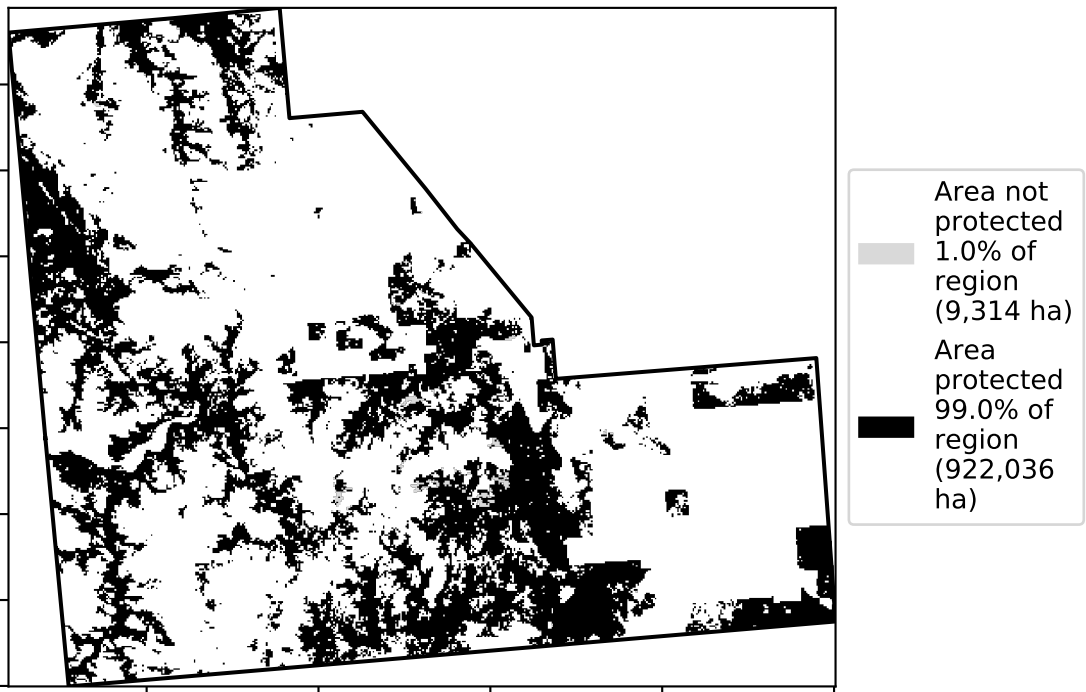 Area not
protected
1.0% of
region
(9,314 ha)
Area
protected
99.0% of
region
(922,036
ha)